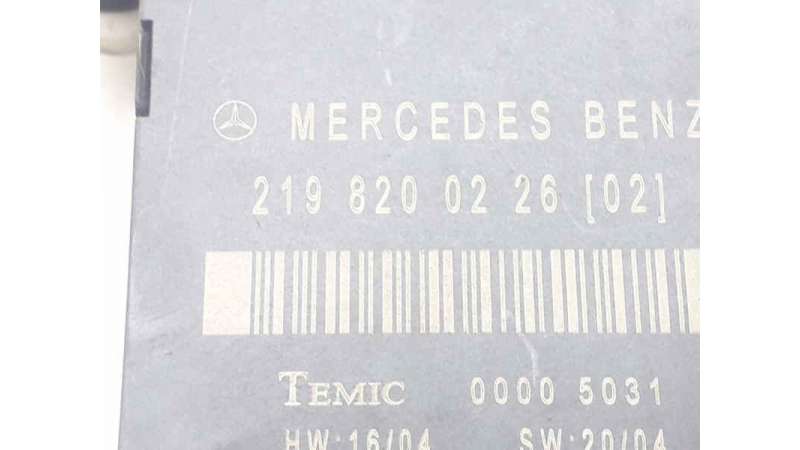 MERCEDES BENZ
219 820 02 26 [02]
TEMIC 0000 5031
HW:16/04 SW:20/04